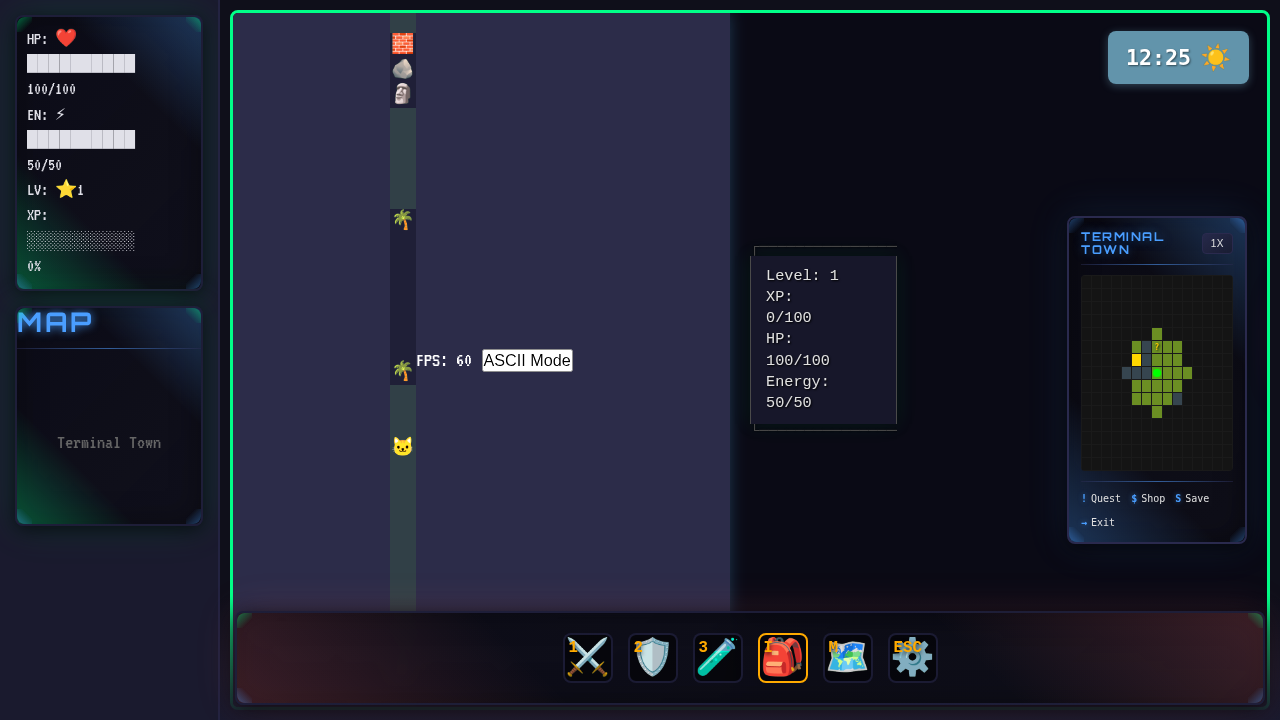 HP: ❤️
100/100
EN: ⚡
50/50
LV: ⭐1
XP:
0%
MAP
Terminal Town
FPS: 60 ASCII Mode
Level: 1
XP:
0/100
HP:
100/100
Energy:
50/50
12:25 ☀️
TERMINAL
TOWN
1X
?
! Quest $ Shop S Save
→ Exit
1 2 3 I M ESC